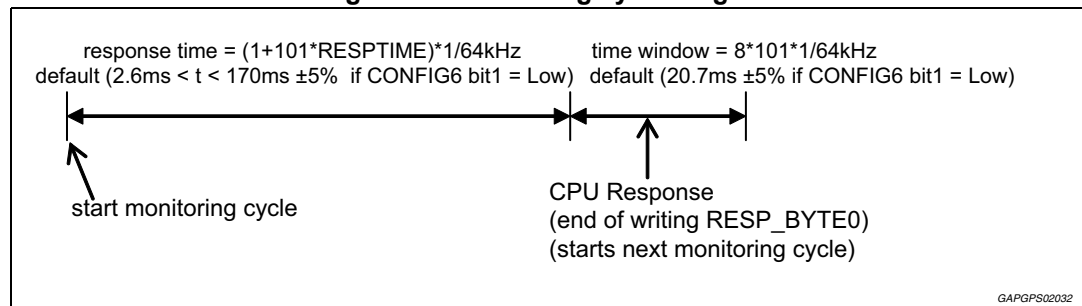 response time = (1+101*RESPTIME)*1/64kHz
default (2.6ms < t < 170ms ±5%  if CONFIG6 bit1 = Low)
time window = 8*101*1/64kHz
default (20.7ms ±5% if CONFIG6 bit1 = Low)
start monitoring cycle
CPU Response
(end of writing RESP_BYTE0)
(starts next monitoring cycle)
GAPGPS02032